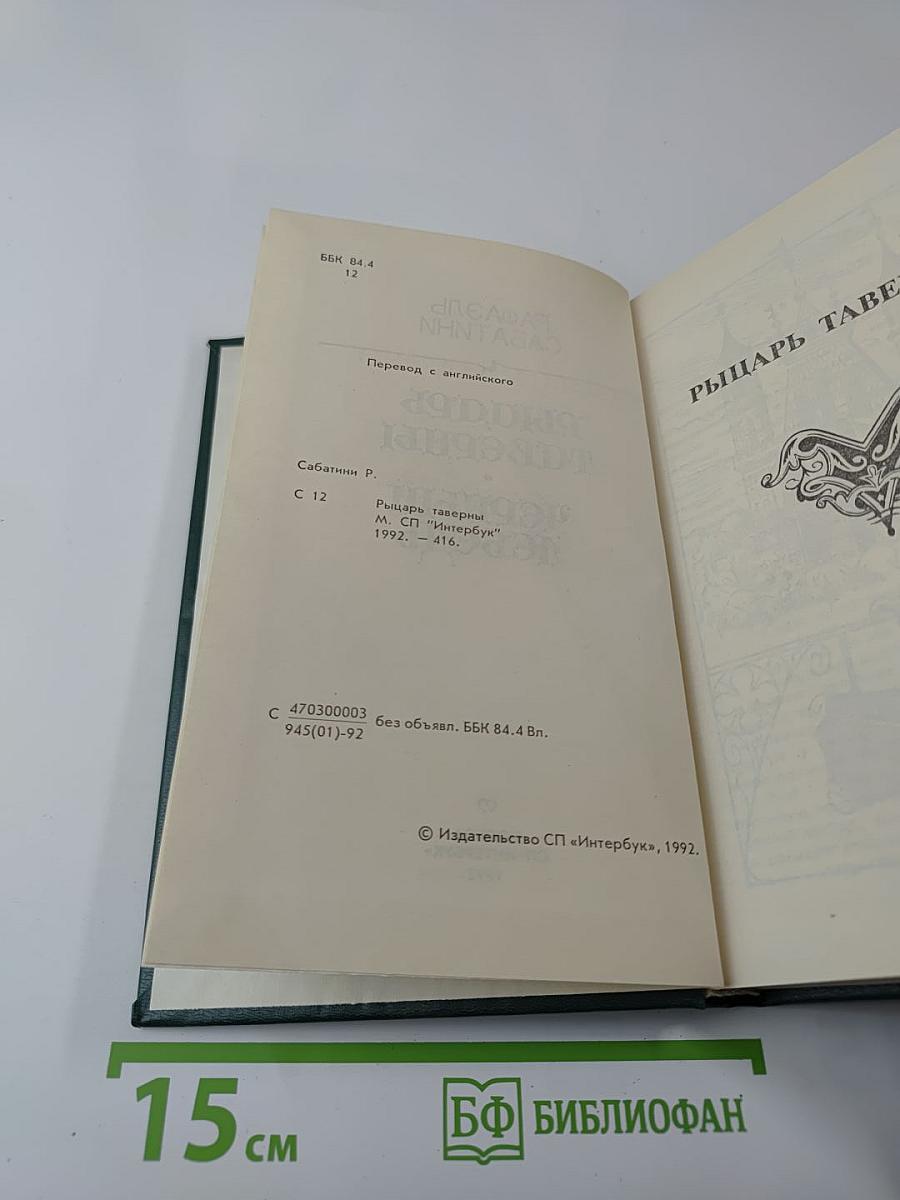 ББК 84.4
12
Перевод с английского
Сабатини Р.
С 12
Рыцарь таверны
М. СП "Интербук"
1992. — 416.
С 470300003
945(01)-92
без объявл. ББК 84.4 Вл.
© Издательство СП «Интербук», 1992.
РЫЦАРЬ
15 см
БФ БИБЛИОФАН